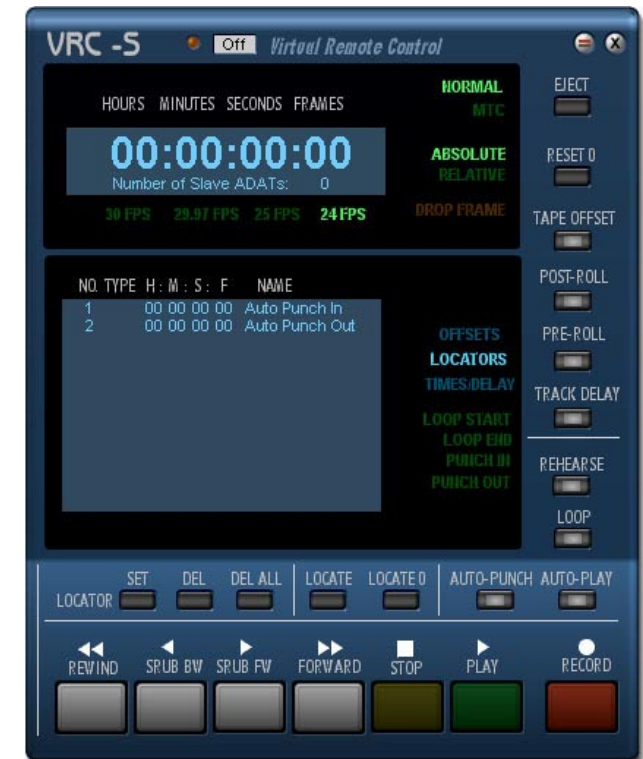 VRC -S Off Virtual Remote Control
NORMAL
EJECT
HOURS MINUTES SECONDS FRAMES
MTC
00:00:00:00
ABSOLUTE
RESET 0
Number of Slave ADATs: 0
RELATIVE
30 FPS 29.97 FPS 25 FPS 24 FPS
DROP FRAME
TAPE OFFSET
POST-ROLL
NO. TYPE H : M : S : F NAME
1 00 00 00 00 Auto Punch In
2 00 00 00 00 Auto Punch Out
OFFSETS
PRE-ROLL
LOCATORS
TIMES/DELAY
TRACK DELAY
LOOP START
LOOP END
PUNCH IN
REHEARSE
PUNCH OUT
LOOP
SET DEL DEL ALL LOCATE LOCATE 0 AUTO-PUNCH AUTO-PLAY
LOCATOR
REWIND SRUB BW SRUB FW FORWARD STOP PLAY RECORD